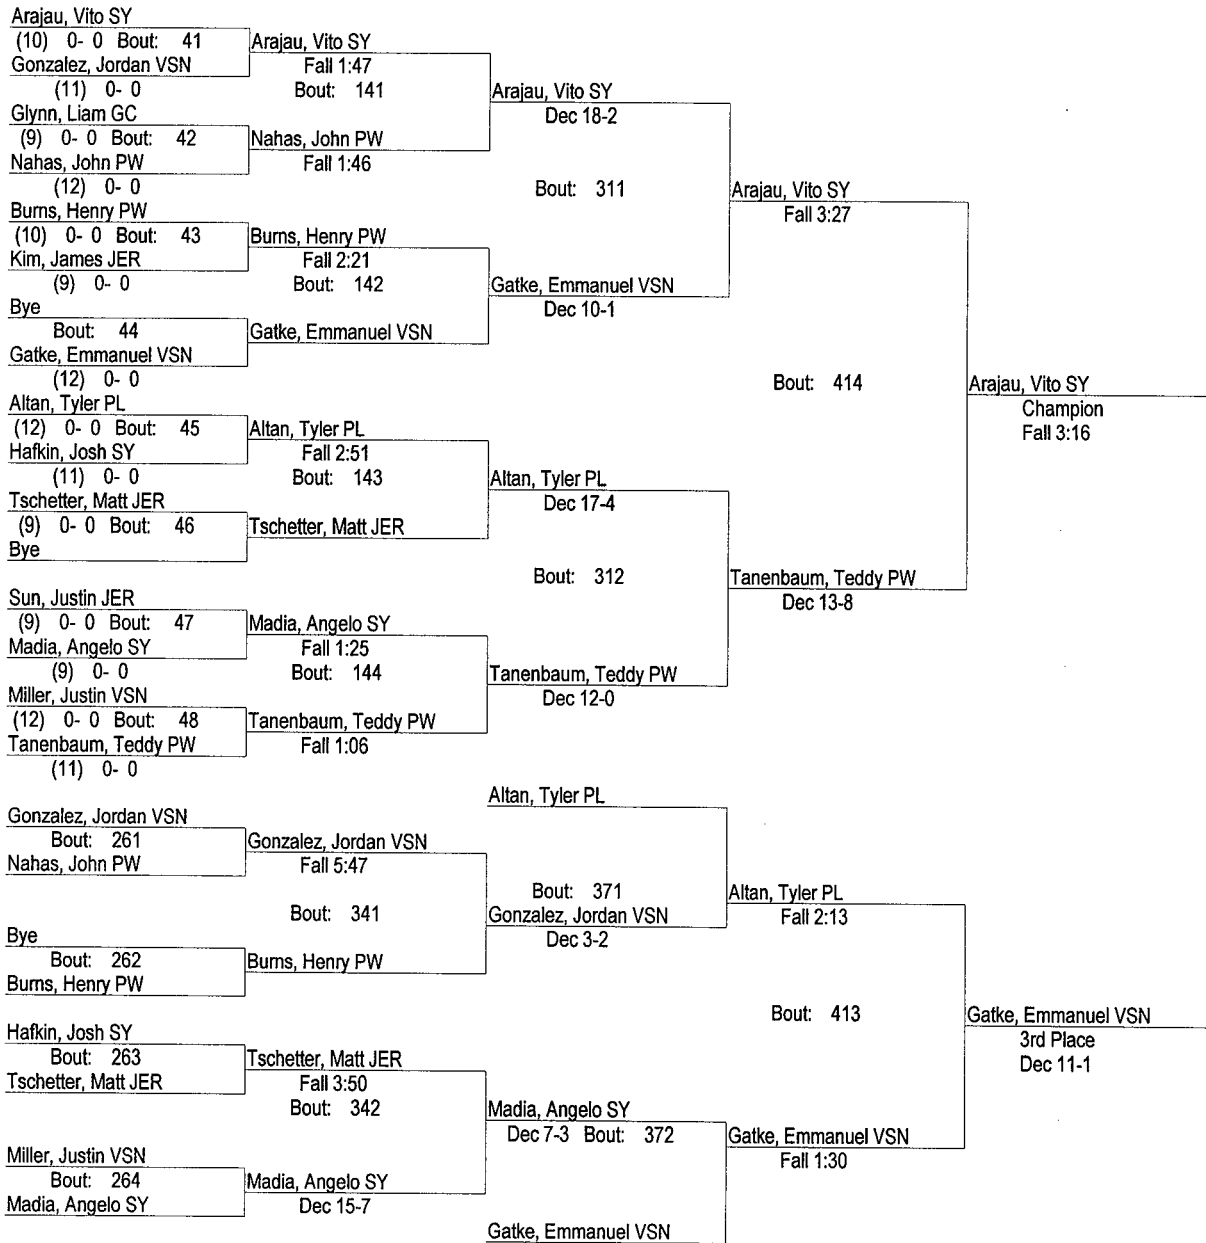 Arajau, Vito SY
(10) 0- 0 Bout: 41
Gonzalez, Jordan VSN
(11) 0- 0
Glynn, Liam GC
(9) 0- 0 Bout: 42
Nahas, John PW
(12) 0- 0
Burns, Henry PW
(10) 0- 0 Bout: 43
Kim, James JER
(9) 0- 0
Bye
Bout: 44
Gatke, Emmanuel VSN
(12) 0- 0
Altan, Tyler PL
(12) 0- 0 Bout: 45
Hafkin, Josh SY
(11) 0- 0
Tschetter, Matt JER
(9) 0- 0 Bout: 46
Bye
Sun, Justin JER
(9) 0- 0 Bout: 47
Madia, Angelo SY
(9) 0- 0
Miller, Justin VSN
(12) 0- 0 Bout: 48
Tanenbaum, Teddy PW
(11) 0- 0
Arajau, Vito SY
Fall 1:47
Bout: 141
Nahas, John PW
Fall 1:46
Burns, Henry PW
Fall 2:21
Bout: 142
Gatke, Emmanuel VSN
Altan, Tyler PL
Fall 2:51
Bout: 143
Tschetter, Matt JER
Madia, Angelo SY
Fall 1:25
Bout: 144
Tanenbaum, Teddy PW
Fall 1:06
Arajau, Vito SY
Dec 18-2
Bout: 311
Gatke, Emmanuel VSN
Dec 10-1
Altan, Tyler PL
Dec 17-4
Bout: 312
Tanenbaum, Teddy PW
Dec 12-0
Arajau, Vito SY
Fall 3:27
Bout: 414
Tanenbaum, Teddy PW
Dec 13-8
Arajau, Vito SY
Champion
Fall 3:16
Gonzalez, Jordan VSN
Bout: 261
Nahas, John PW
Bye
Bout: 262
Burns, Henry PW
Hafkin, Josh SY
Bout: 263
Tschetter, Matt JER
Miller, Justin VSN
Bout: 264
Madia, Angelo SY
Gonzalez, Jordan VSN
Fall 5:47
Bout: 341
Burns, Henry PW
Tschetter, Matt JER
Fall 3:50
Bout: 342
Madia, Angelo SY
Dec 15-7
Altan, Tyler PL
Bout: 371
Gonzalez, Jordan VSN
Dec 3-2
Madia, Angelo SY
Dec 7-3 Bout: 372
Gatke, Emmanuel VSN
Altan, Tyler PL
Fall 2:13
Bout: 413
Gatke, Emmanuel VSN
Fall 1:30
Gatke, Emmanuel VSN
3rd Place
Dec 11-1